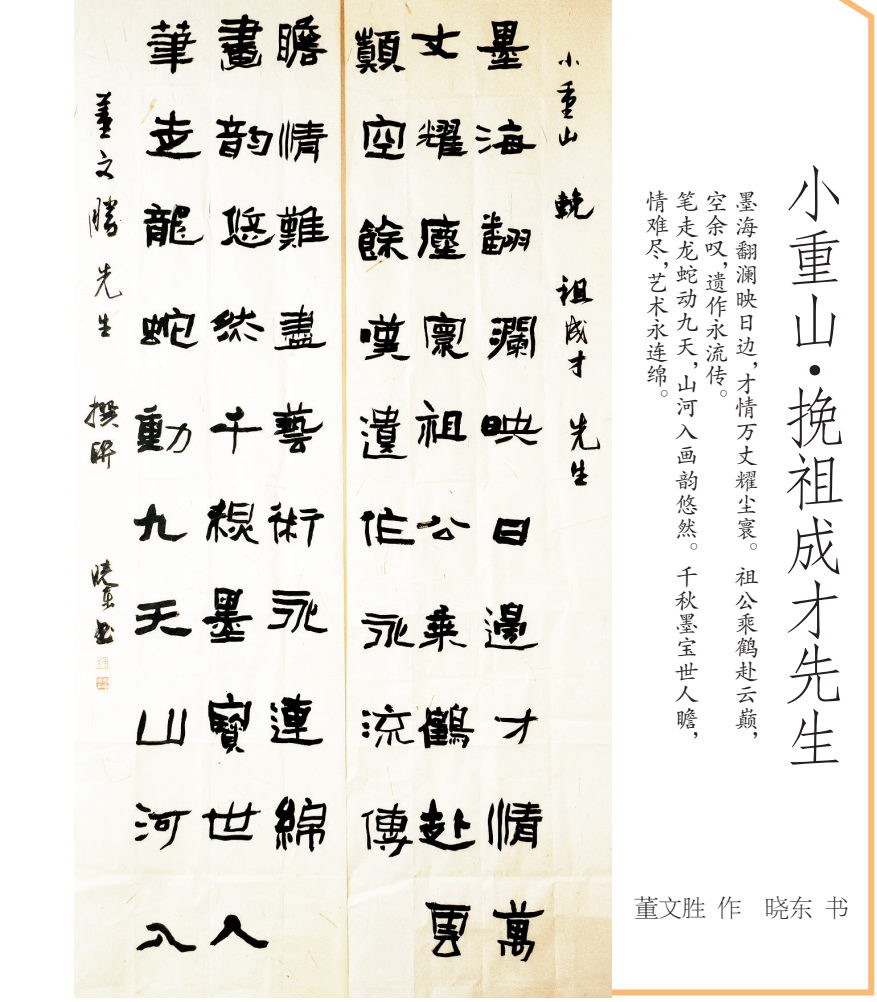 小重山·挽祖成才先生
墨海翻澜映日边，才情万丈耀尘寰。祖公乘鹤赴云巅，
空余叹，遗作永流传。
笔走龙蛇动九天，山河入画韵悠然。千秋墨宝世人瞻，
情难尽，艺术永连绵。
董文胜 作 晓东 书
小重山 輓 祖成才 先生
墨海翻瀾映日邊才情萬
丈耀塵寰祖公乘鶴赴雲
顛空餘嘆遺作永流傳
筆走龍蛇動九天山河入
畫韵悠然千穐墨寶世人
瞻情難盡藝術永連綿
董文勝先生 撰聯 曉東書